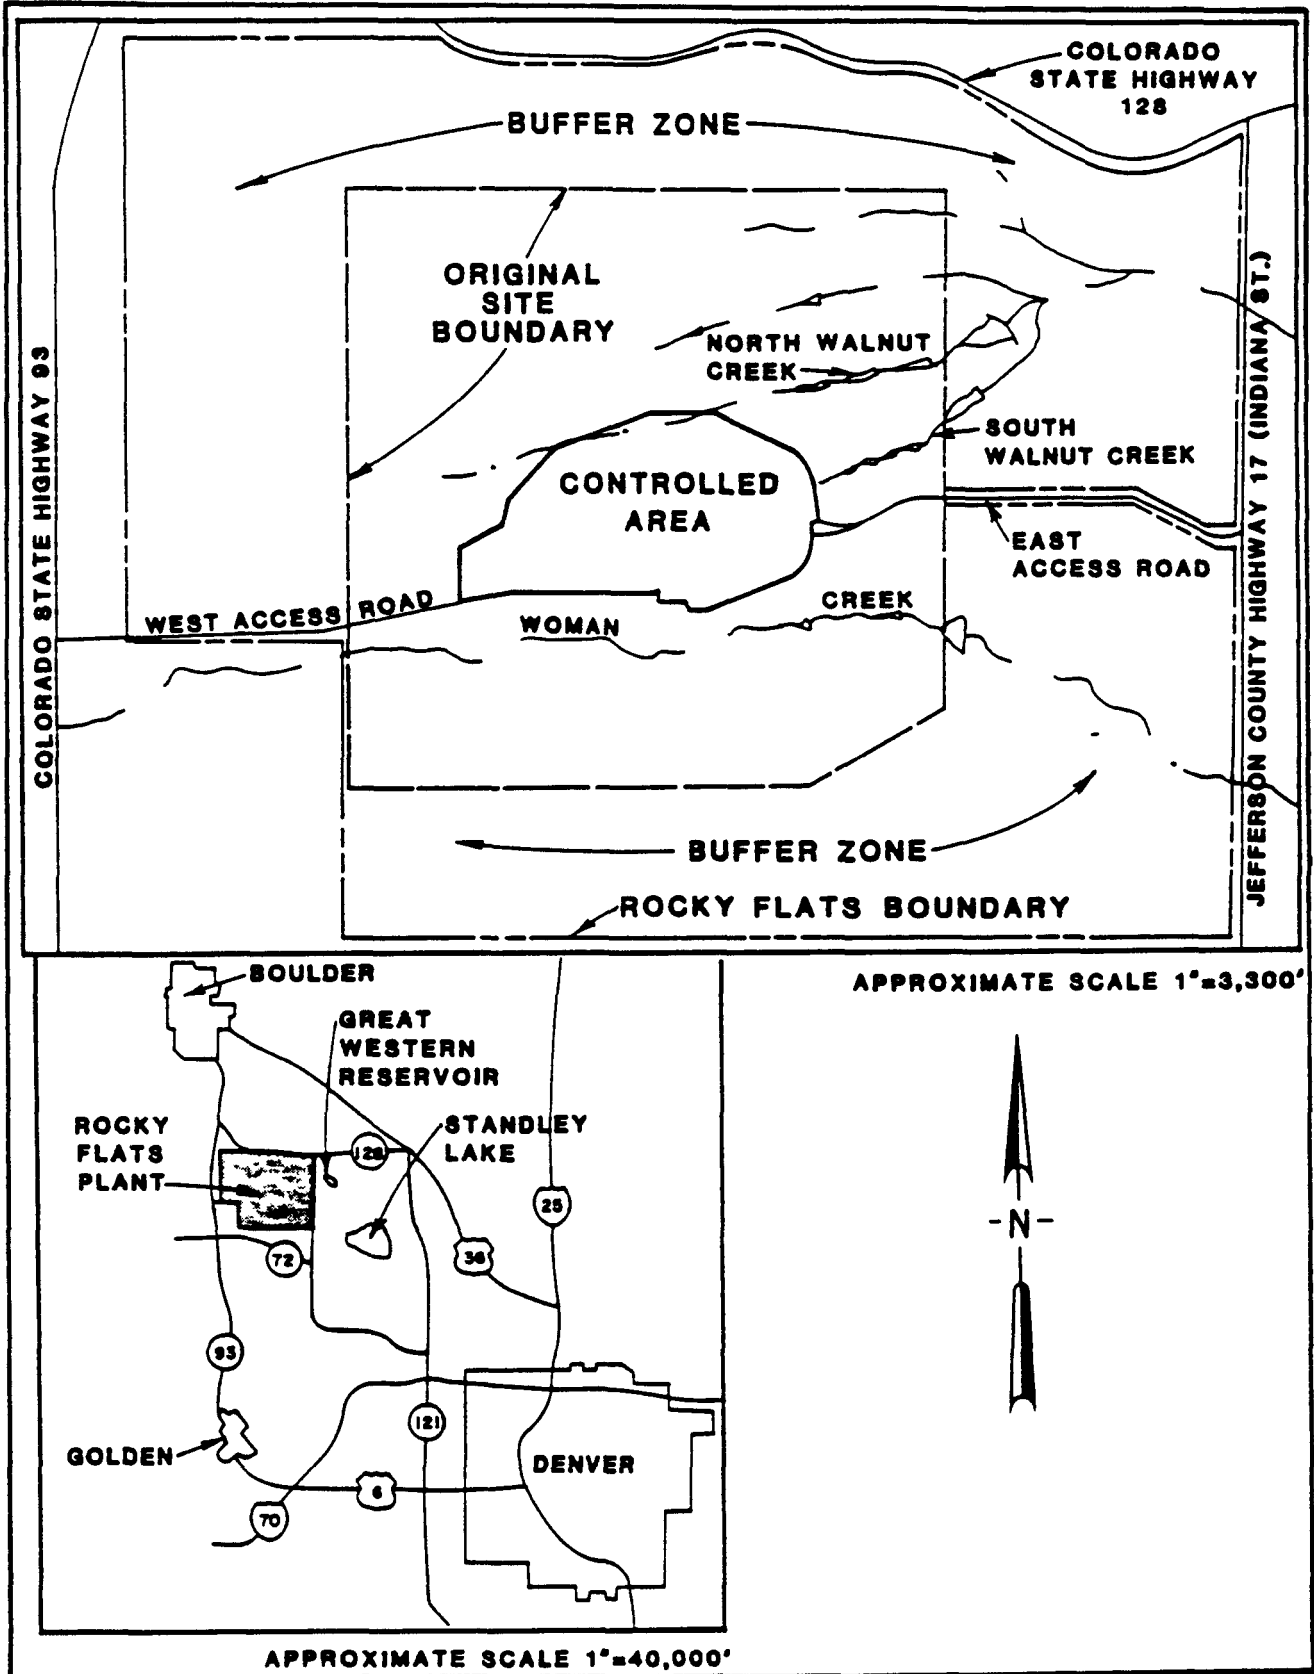 COLORADO
STATE HIGHWAY
128
BUFFER ZONE
ORIGINAL
SITE
BOUNDARY
NORTH WALNUT
CREEK
SOUTH
WALNUT CREEK
CONTROLLED
AREA
EAST
ACCESS ROAD
WEST ACCESS ROAD
WOMAN
CREEK
COLORADO STATE HIGHWAY 93
JEFFERSON COUNTY HIGHWAY 17 (INDIANA ST.)
BUFFER ZONE
ROCKY FLATS BOUNDARY
APPROXIMATE SCALE 1"=3,300'
BOULDER
GREAT
WESTERN
RESERVOIR
ROCKY
FLATS
PLANT
STANDLEY
LAKE
128
25
72
36
93
121
GOLDEN
DENVER
6
70
-N-
APPROXIMATE SCALE 1"=40,000'